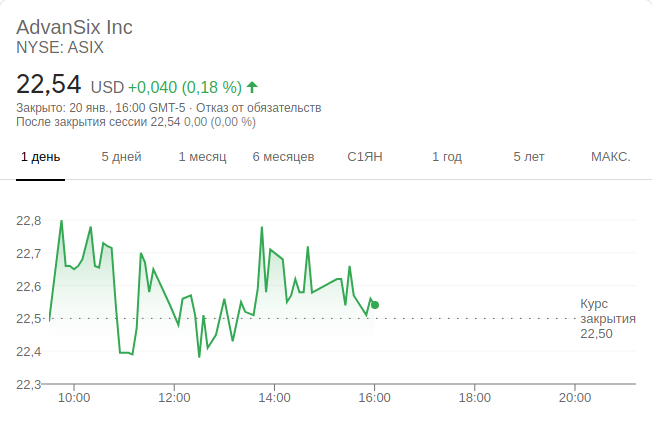 AdvanSix Inc
NYSE: ASIX
22,54 USD +0,040 (0,18 %)
Закрыто: 20 янв., 16:00 GMT-5 · Отказ от обязательств
После закрытия сессии 22,54 0,00 (0,00 %)
1 день 5 дней 1 месяц 6 месяцев С1ЯН 1 год 5 лет МАКС.
22,8
22,7
22,6
22,5
22,4
22,3
Курс
закрытия
22,50
10:00 12:00 14:00 16:00 18:00 20:00